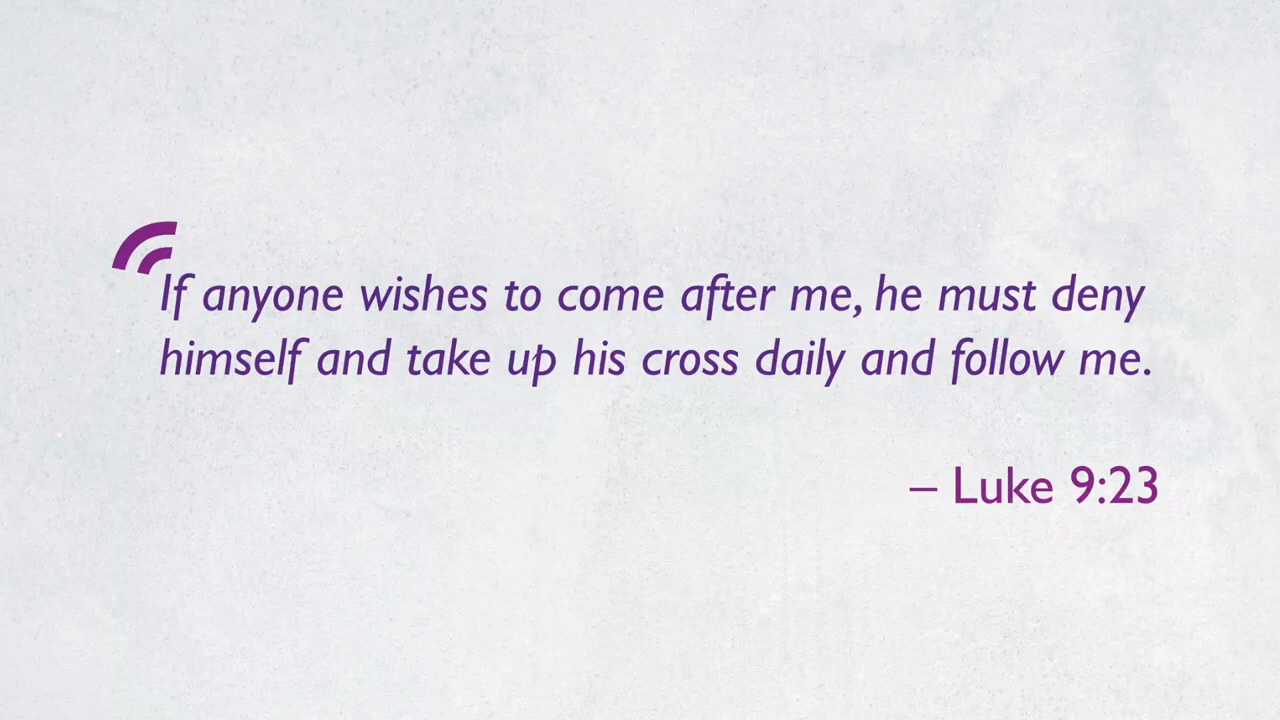 If anyone wishes to come after me, he must deny
himself and take up his cross daily and follow me.
– Luke 9:23